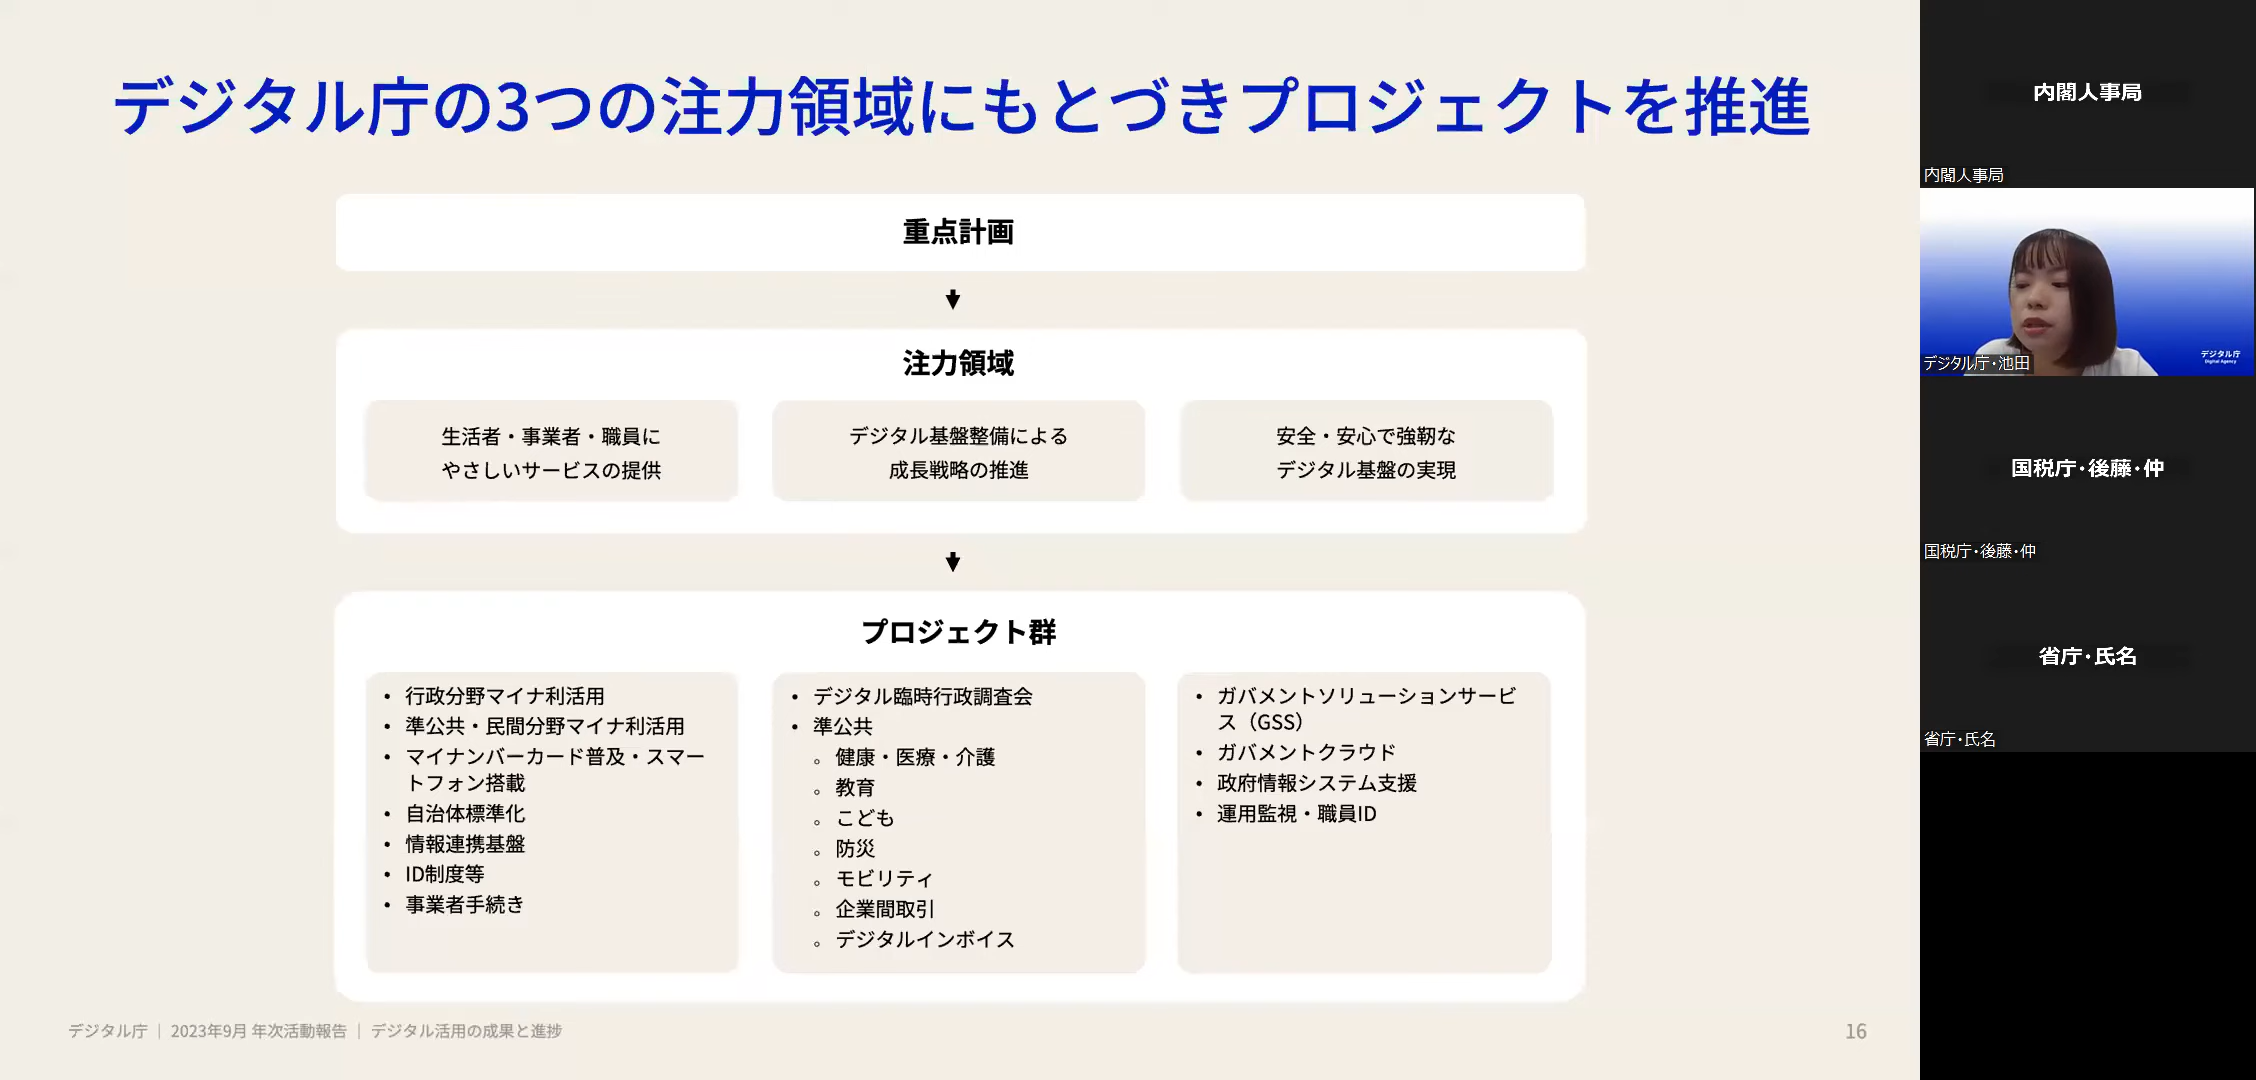 デジタル庁の3つの注力領域にもとづきプロジェクトを推進
重点計画
注力領域
生活者・事業者・職員に
やさしいサービスの提供
デジタル基盤整備による
成長戦略の推進
安全・安心で強靭な
デジタル基盤の実現
プロジェクト群
• 行政分野マイナ利活用
• 準公共・民間分野マイナ利活用
• マイナンバーカード普及・スマー
トフォン搭載
• 自治体標準化
• 情報連携基盤
• ID制度等
• 事業者手続き
• デジタル臨時行政調査会
• 準公共
。健康・医療・介護
。教育
。こども
。防災
。モビリティ
。企業間取引
。デジタルインボイス
• ガバメントソリューションサービ
ス（GSS）
• ガバメントクラウド
• 政府情報システム支援
• 運用監視・職員ID
デジタル庁 | 2023年9月 年次活動報告 | デジタル活用の成果と進捗
16
内閣人事局
内閣人事局
デジタル庁
Digital Agency
デジタル庁・池田
国税庁・後藤・仲
国税庁・後藤・仲
省庁・氏名
省庁・氏名